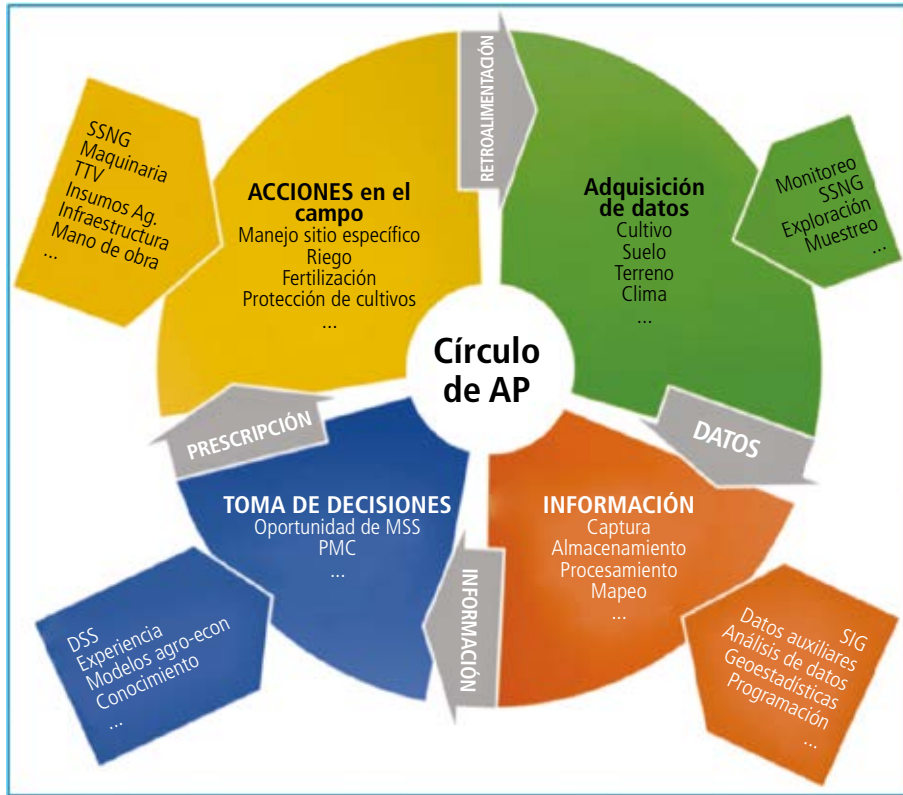 RETROALIMENTACIÓN
SSNG
Maquinaria
TTV
Insumos Ag.
Infraestructura
Mano de obra
...
ACCIONES en el
campo
Manejo sitio específico
Riego
Fertilización
Protección de cultivos
...
Adquisición
de datos
Cultivo
Suelo
Terreno
Clima
...
Monitoreo
SSNG
Exploración
Muestreo
...
Círculo
de AP
PRESCRIPCIÓN
DATOS
TOMA DE DECISIONES
Oportunidad de MSS
PMC
...
INFORMACIÓN
INFORMACIÓN
Captura
Almacenamiento
Procesamiento
Mapeo
...
DSS
Experiencia
Modelos agro-econ
Conocimiento
...
SIG
Datos auxiliares
Análisis de datos
Geoestadísticas
Programación
...